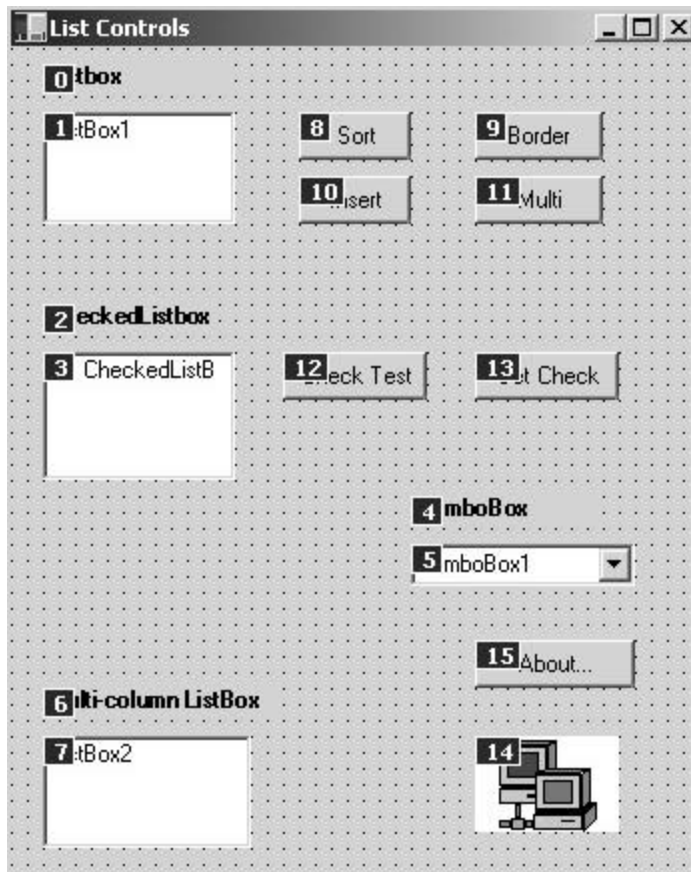 List Controls
0 tbox
1 tBox1
8 Sort
9 Border
10 nsert
11 Multi
2 eckedListbox
3 CheckedListB
12 eck Test
13 t Check
4 mboBox
5 mboBox1
15 About...
6 lti-column ListBox
7 tBox2
14